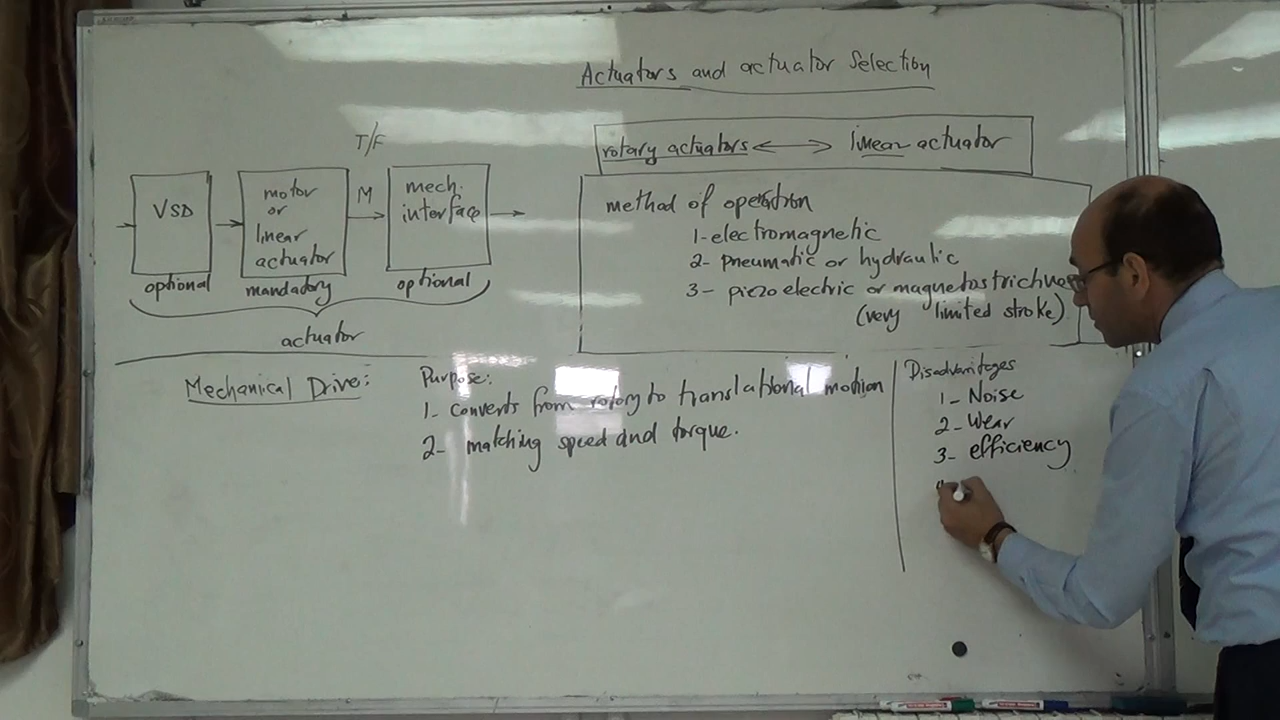 Actuators and actuator Selection
rotary actuators ⟷ linear actuator
T/F
VSD
motor
or
linear
actuator
M
mech.
interface
optional
mandadory
optional
actuator
method of operation
1-electromagnetic
2- pneumatic or hydraulic
3- piezo electric or magnetostrictive
(very limited stroke)
Mechanical Drive:
Purpose:
1- converts from rotory to translational motion
2- matching speed and torque.
Disadvantages
1- Noise
2- Wear
3- efficiency